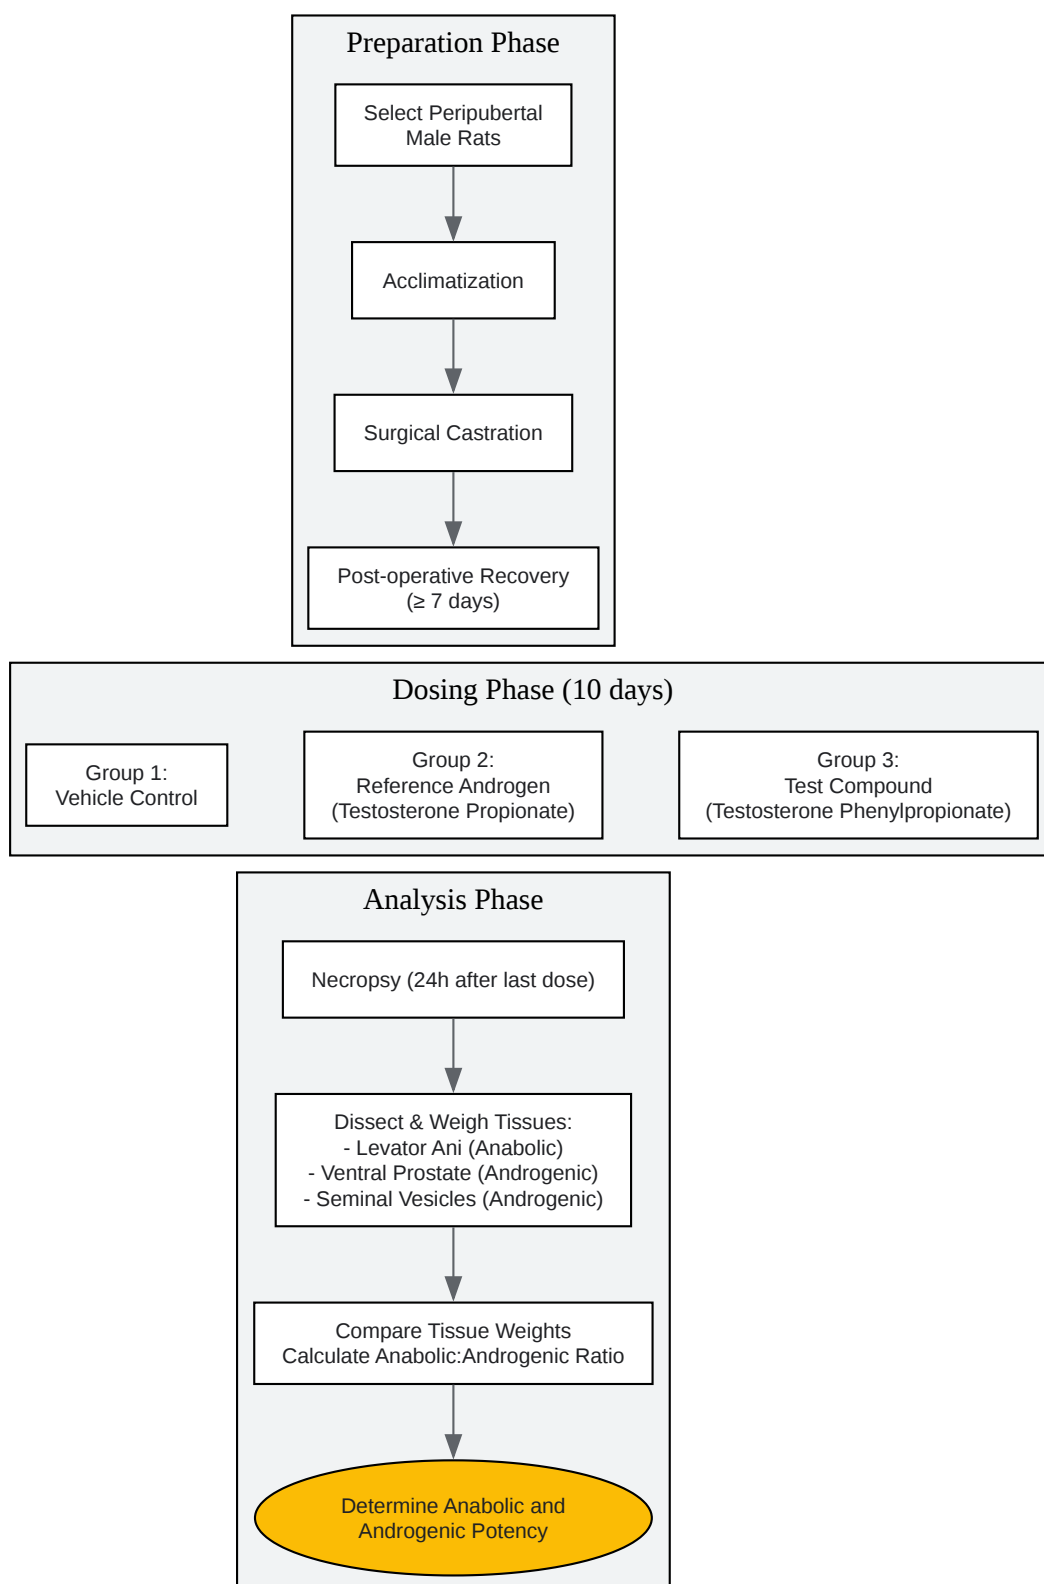 Preparation Phase
Select Peripubertal
Male Rats
Acclimatization
Surgical Castration
Post-operative Recovery
(≥ 7 days)
Dosing Phase (10 days)
Group 1:
Vehicle Control
Group 2:
Reference Androgen
(Testosterone Propionate)
Group 3:
Test Compound
(Testosterone Phenylpropionate)
Analysis Phase
Necropsy (24h after last dose)
Dissect & Weigh Tissues:
- Levator Ani (Anabolic)
- Ventral Prostate (Androgenic)
- Seminal Vesicles (Androgenic)
Compare Tissue Weights
Calculate Anabolic:Androgenic Ratio
Determine Anabolic and
Androgenic Potency